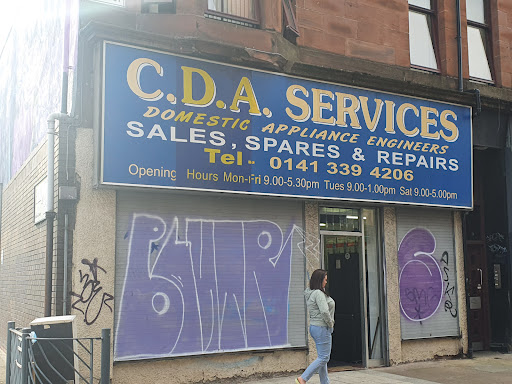 C.D.A. SERVICES
DOMESTIC APPLIANCE ENGINEERS
SALES, SPARES & REPAIRS
Tel - 0141 339 4206
Opening Hours Mon-Fri 9.00-5.30pm Tues 9.00-1.00pm Sat 9.00-5.00pm